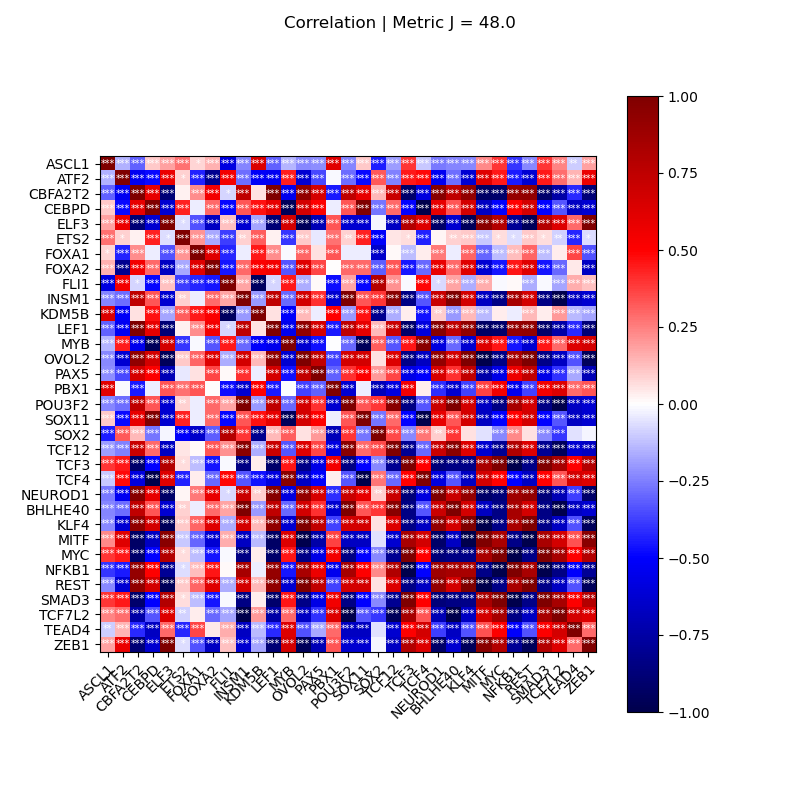 Correlation | Metric J = 48.0
ASCL1
ATF2
CBFA2T2
CEBPD
ELF3
ETS2
FOXA1
FOXA2
FLI1
INSM1
KDM5B
LEF1
MYB
OVOL2
PAX5
PBX1
POU3F2
SOX11
SOX2
TCF12
TCF3
TCF4
NEUROD1
BHLHE40
KLF4
MITF
MYC
NFKB1
REST
SMAD3
TCF7L2
TEAD4
ZEB1
ASCL1
ATF2
CBFA2T2
CEBPD
ELF3
ETS2
FOXA1
FOXA2
FLI1
INSM1
KDM5B
LEF1
MYB
OVOL2
PAX5
PBX1
POU3F2
SOX11
SOX2
TCF12
TCF3
TCF4
NEUROD1
BHLHE40
KLF4
MITF
MYC
NFKB1
REST
SMAD3
TCF7L2
TEAD4
ZEB1
1.00
0.75
0.50
0.25
0.00
−0.25
−0.50
−0.75
−1.00